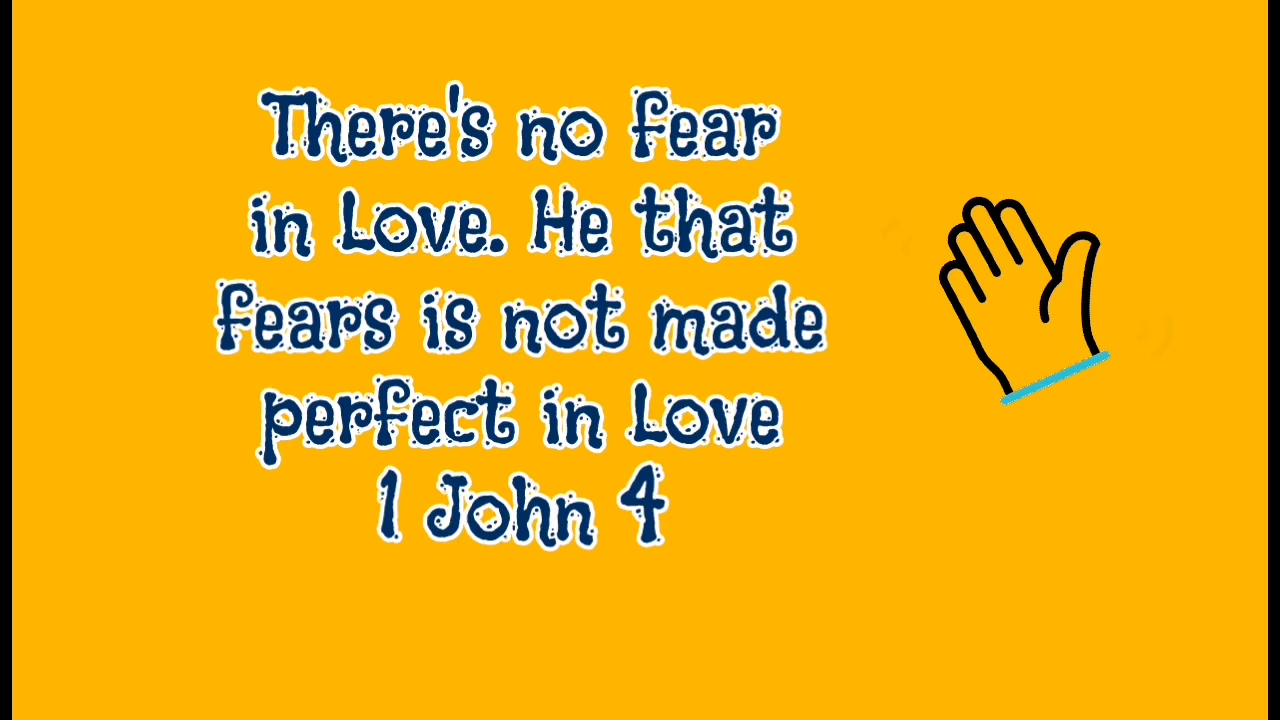 There's no fear
in Love. He that
fears is not made
perfect in Love
1 John 4